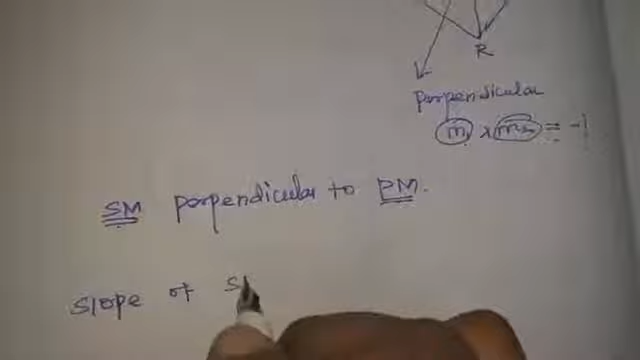 R
perpendicular
m₁ × m₂ = -1
SM perpendicular to PM.
slope of S